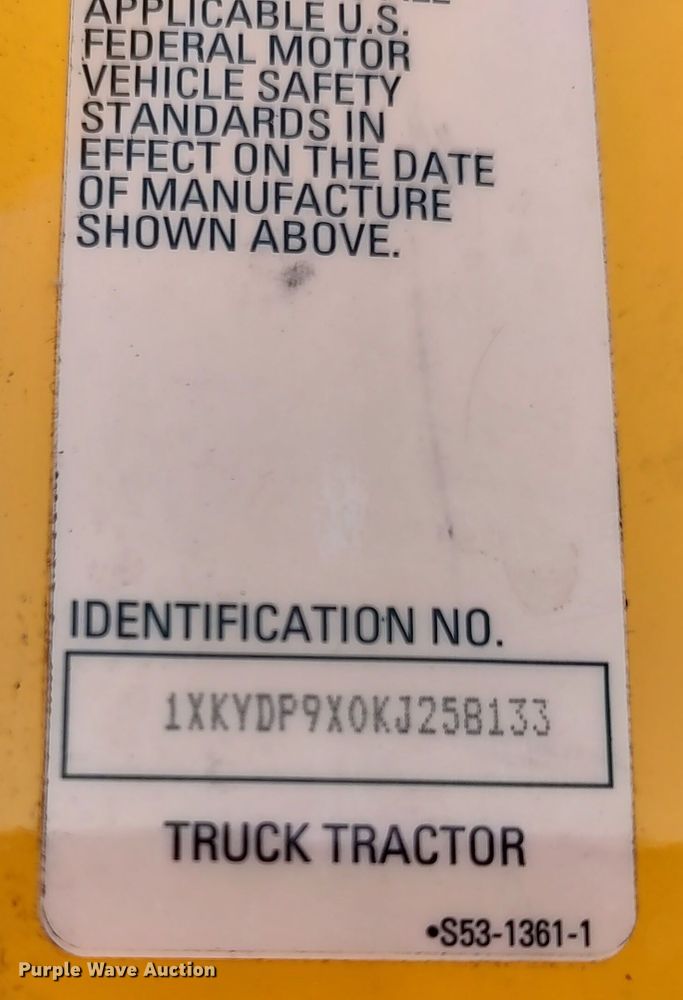 APPLICABLE U.S.
FEDERAL MOTOR
VEHICLE SAFETY
STANDARDS IN
EFFECT ON THE DATE
OF MANUFACTURE
SHOWN ABOVE.
IDENTIFICATION NO.
1XKYDP9X0KJ258133
TRUCK TRACTOR
•S53-1361-1
Purple Wave Auction